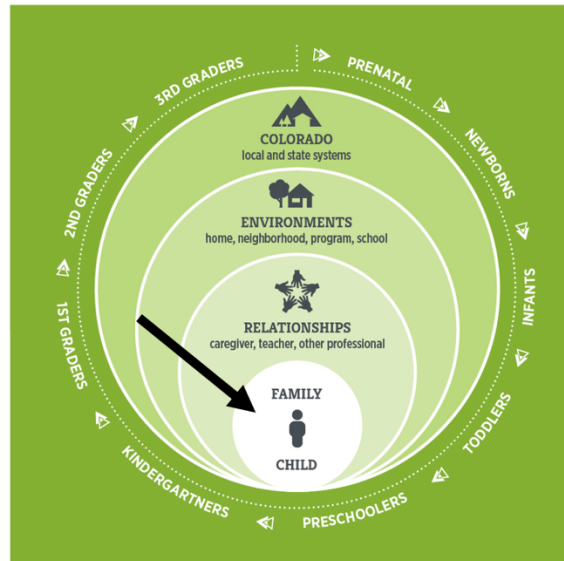 PRENATAL
NEWBORNS
INFANTS
TODDLERS
PRESCHOOLERS
KINDERGARTNERS
1ST GRADERS
2ND GRADERS
3RD GRADERS
COLORADO
local and state systems
ENVIRONMENTS
home, neighborhood, program, school
RELATIONSHIPS
caregiver, teacher, other professional
FAMILY
CHILD